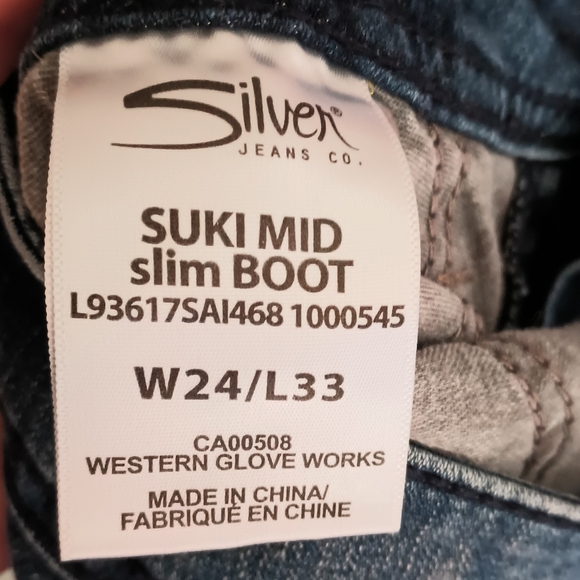 Silver®
JEANS CO.
SUKI MID
slim BOOT
L93617SAI468 1000545
W24/L33
CA00508
WESTERN GLOVE WORKS
MADE IN CHINA/
FABRIQUÉ EN CHINE